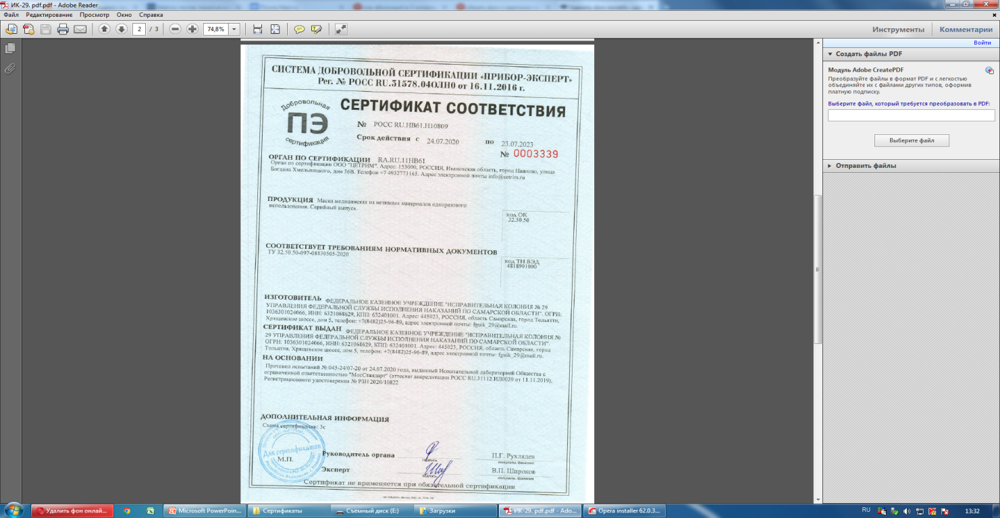 ИК-29. pdf.pdf - Adobe Reader
Файл Редактирование Просмотр Окно Справка
2 / 3 74,8% Инструменты Комментарии
Войти
Создать файлы PDF
Модуль Adobe CreatePDF
Преобразуйте файлы в формат PDF и с легкостью
объединяйте их с файлами других типов, оформив
платную подписку.
Выберите файл, который требуется преобразовать в PDF:
Выберите файл
Отправить файлы
СИСТЕМА ДОБРОВОЛЬНОЙ СЕРТИФИКАЦИИ «ПРИБОР-ЭКСПЕРТ»
Рег. № РОСС RU.31578.04ОЛН0 от 16.11.2016 г.
Добровольная
ПЭ
сертификация
СЕРТИФИКАТ СООТВЕТСТВИЯ
№ РОСС RU.НВ61.Н10809
Срок действия с 24.07.2020 по 23.07.2023
№ 0003339
ОРГАН ПО СЕРТИФИКАЦИИ RA.RU.11НВ61
Орган по сертификации ООО "ЦЕТРИМ". Адрес: 153000, РОССИЯ, Ивановская область, город Иваново, улица
Богдана Хмельницкого, дом 36В. Телефон +7 4932773165. Адрес электронной почты info@cetrim.ru
ПРОДУКЦИЯ Маска медицинская из нетканых материалов одноразового
использования. Серийный выпуск.
код ОК
32.50.50
СООТВЕТСТВУЕТ ТРЕБОВАНИЯМ НОРМАТИВНЫХ ДОКУМЕНТОВ
ТУ 32.50.50-097-08830505-2020
код ТН ВЭД
4818901000
ИЗГОТОВИТЕЛЬ ФЕДЕРАЛЬНОЕ КАЗЕННОЕ УЧРЕЖДЕНИЕ "ИСПРАВИТЕЛЬНАЯ КОЛОНИЯ № 29
УПРАВЛЕНИЯ ФЕДЕРАЛЬНОЙ СЛУЖБЫ ИСПОЛНЕНИЯ НАКАЗАНИЙ ПО САМАРСКОЙ ОБЛАСТИ". ОГРН:
1036301024066, ИНН: 6321068629, КПП: 632401001. Адрес: 445023, РОССИЯ, область Самарская, город Тольятти,
Хрящевское шоссе, дом 5, телефон: +7(8482)25-96-89, адрес электронной почты: fguik_29@mail.ru.
СЕРТИФИКАТ ВЫДАН ФЕДЕРАЛЬНОЕ КАЗЕННОЕ УЧРЕЖДЕНИЕ "ИСПРАВИТЕЛЬНАЯ КОЛОНИЯ №
29 УПРАВЛЕНИЯ ФЕДЕРАЛЬНОЙ СЛУЖБЫ ИСПОЛНЕНИЯ НАКАЗАНИЙ ПО САМАРСКОЙ ОБЛАСТИ".
ОГРН: 1036301024066, ИНН: 6321068629, КПП: 632401001. Адрес: 445023, РОССИЯ, область Самарская, город
Тольятти, Хрящевское шоссе, дом 5, телефон: +7(8482)25-96-89, адрес электронной почты: fguik_29@mail.ru.
НА ОСНОВАНИИ
Протокол испытаний № 045-24/07-20 от 24.07.2020 года, выданный Испытательной лабораторией Общества с
ограниченной ответственностью "МосСтандарт" (аттестат аккредитации РОСС RU.31112.ИЛ0039 от 11.11.2019),
Регистрационного удостоверения № РЗН 2020/10822
ДОПОЛНИТЕЛЬНАЯ ИНФОРМАЦИЯ
Схема сертификации: 3с
Для сертификатов
М.П.
Руководитель органа П.Г. Рухлядев
подпись инициалы, фамилия
Эксперт В.П. Широков
подпись инициалы, фамилия
Сертификат не применяется при обязательной сертификации
Удалить фон онлай...
Microsoft PowerPoin...
Сертификаты
Съемный диск (E:)
Загрузки
ИК-29. pdf.pdf - Ado...
Opera installer 62.0.3...
RU
13:32